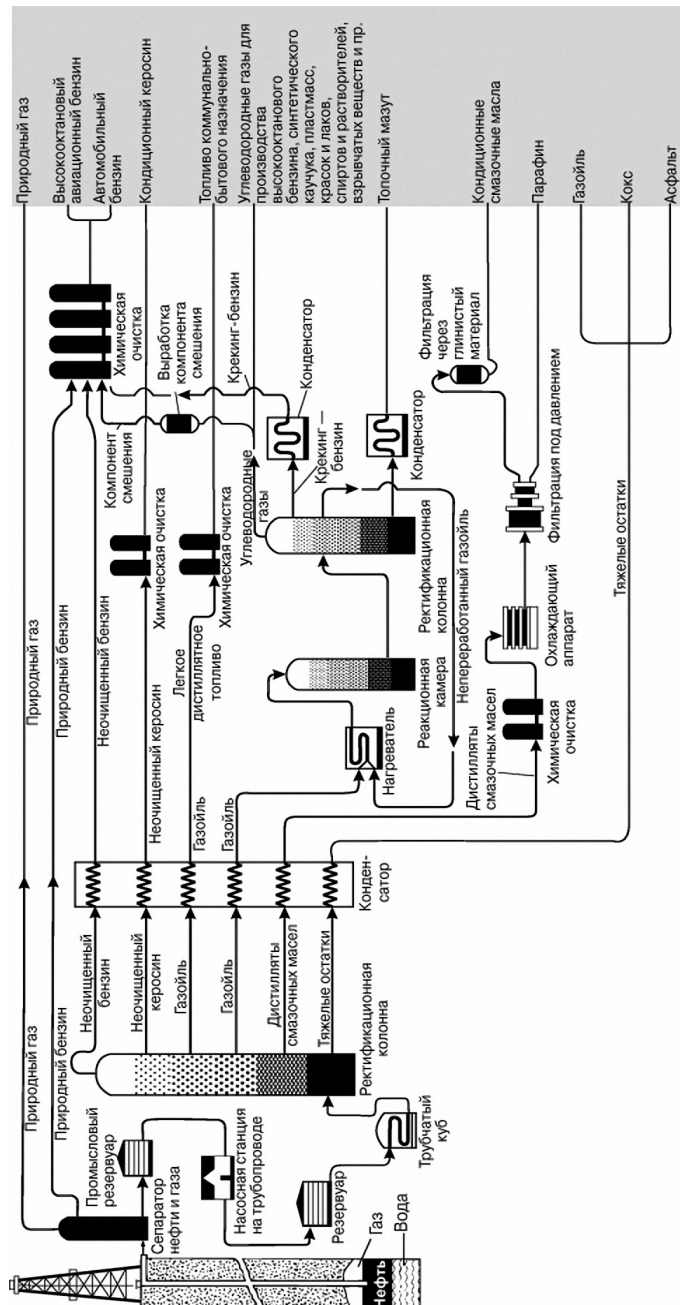 Природный газ
Высокооктановый
авиационный бензин
Автомобильный
бензин
Кондиционный керосин
Топливо коммунально-
бытового назначения
Углеводородные газы для
производства
высокооктанового
бензина, синтетического
каучука, пластмасс,
красок и лаков,
спиртов и растворителей,
взрывчатых веществ и пр.
Топочный мазут
Кондиционные
смазочные масла
Парафин
Газойль
Кокс
Асфальт
Химическая
очистка
Выработка
компонента
смешения
Крекинг-бензин
Конденсатор
Фильтрация
через
глинистый
материал
Компонент
смешения
Углеводородные
газы
Крекинг —
бензин
Конденсатор
Фильтрация под давлением
Природный газ
Природный бензин
Неочищенный бензин
Химическая очистка
Химическая очистка
Ректификационная
колонна
Непереработанный газойль
Охлаждающий
аппарат
Тяжелые остатки
Неочищенный керосин
Легкое
дистиллятное
топливо
Газойль
Газойль
Нагреватель
Реакционная
камера
Дистилляты
смазочных масел
Химическая
очистка
Конден-
сатор
Природный газ
Природный бензин
Неочищенный
бензин
Неочищенный
керосин
Газойль
Газойль
Дистилляты
смазочных масел
Тяжелые остатки
Ректификационная
колонна
Промысловый
резервуар
Сепаратор
нефти и газа
Насосная станция
на трубопроводе
Резервуар
Трубчатый
куб
Газ
Нефть
Вода